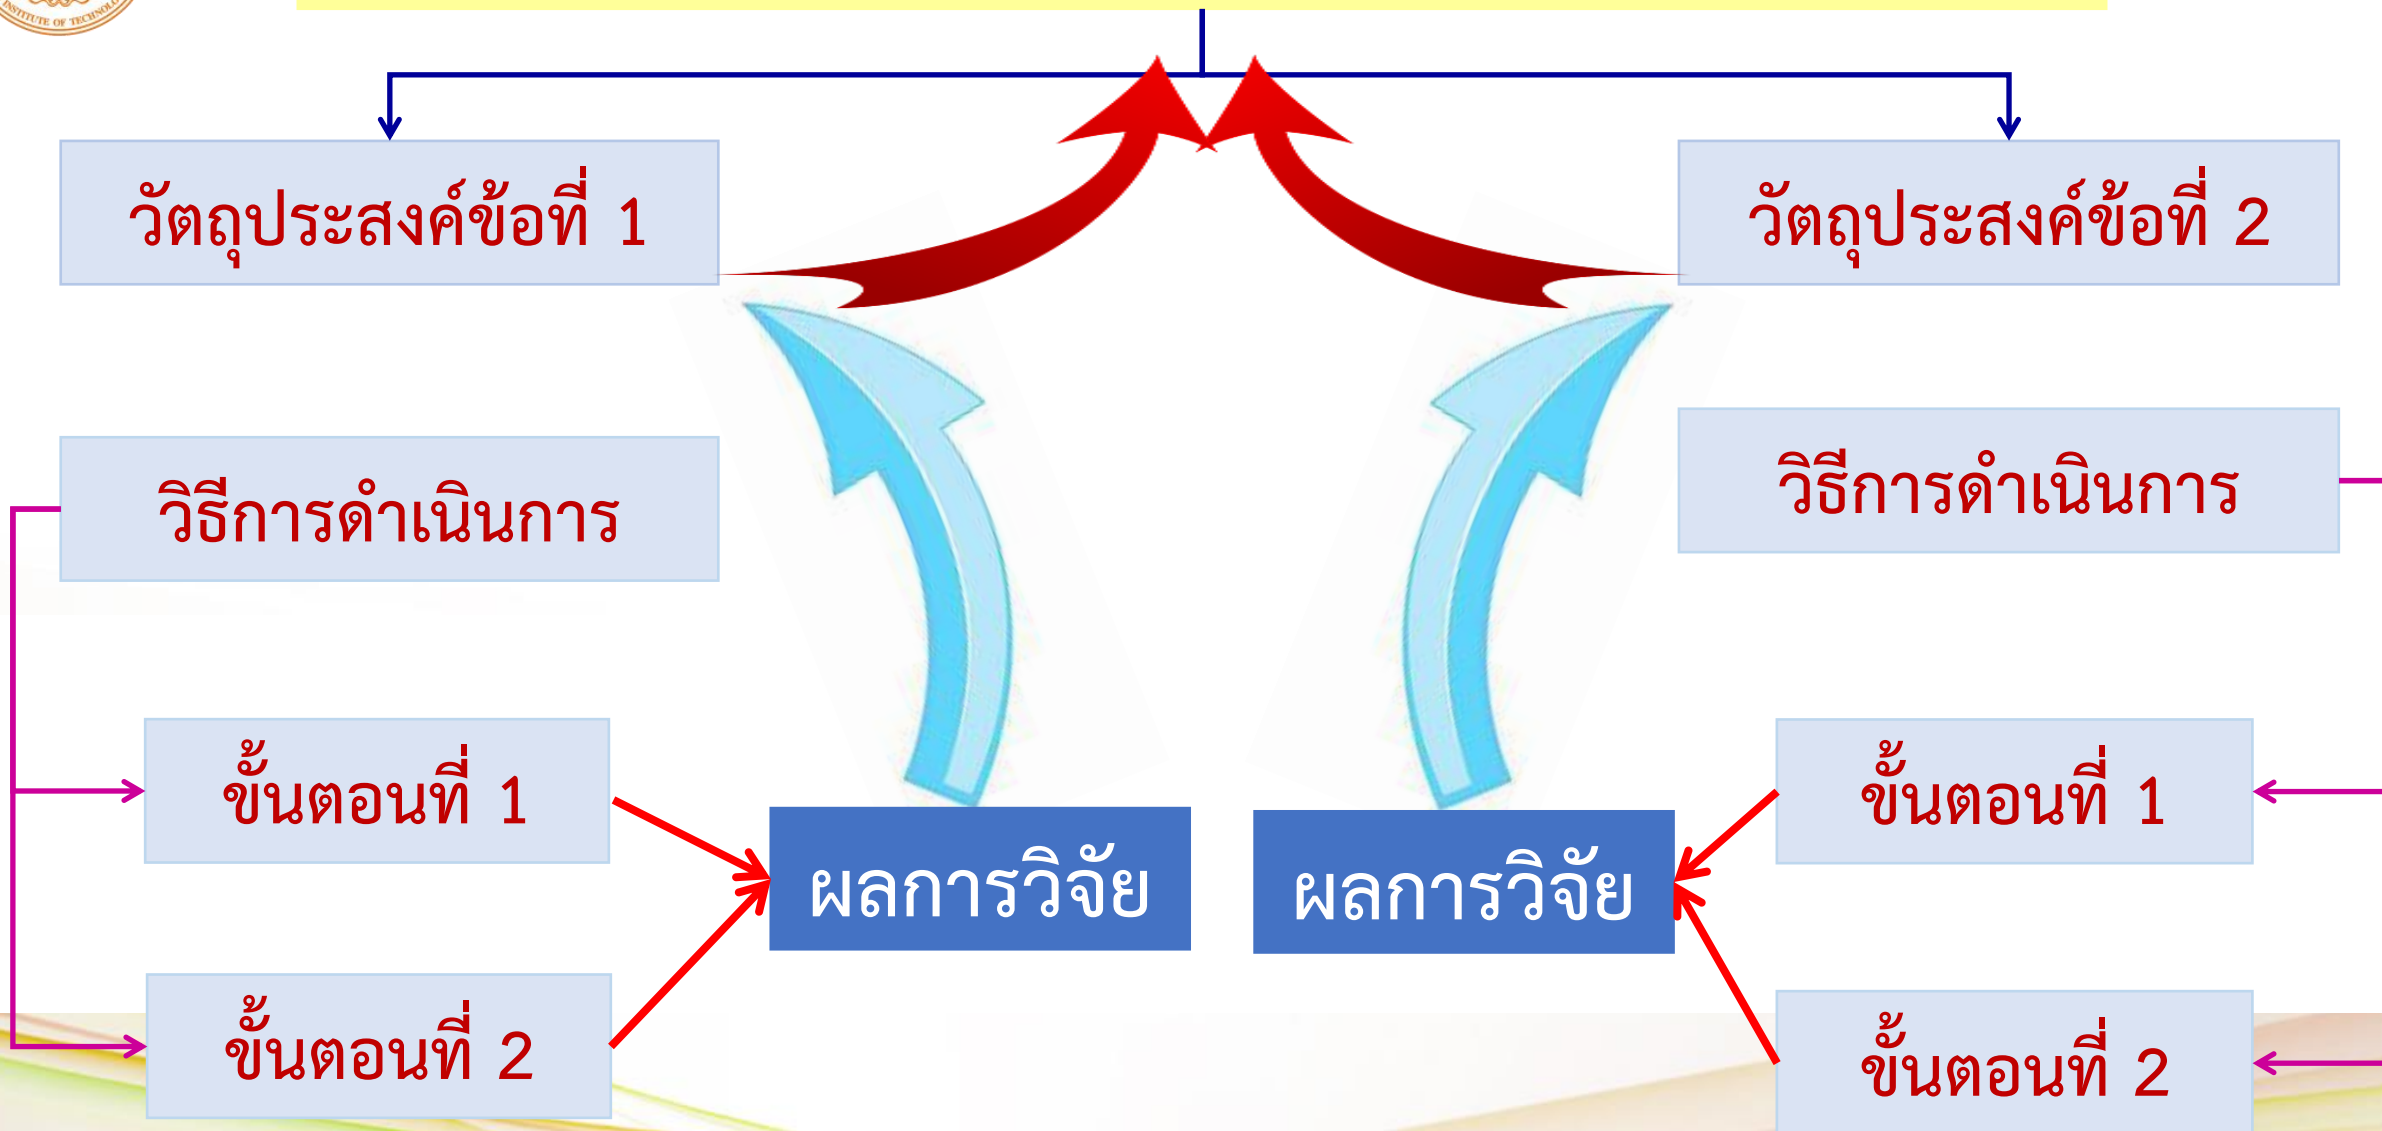 INSTITUTE OF TECHNOL
วัตถุประสงค์ข้อที่ 1
วัตถุประสงค์ข้อที่ 2
วิธีการดำเนินการ
วิธีการดำเนินการ
ขั้นตอนที่ 1
ขั้นตอนที่ 1
ผลการวิจัย
ผลการวิจัย
ขั้นตอนที่ 2
ขั้นตอนที่ 2